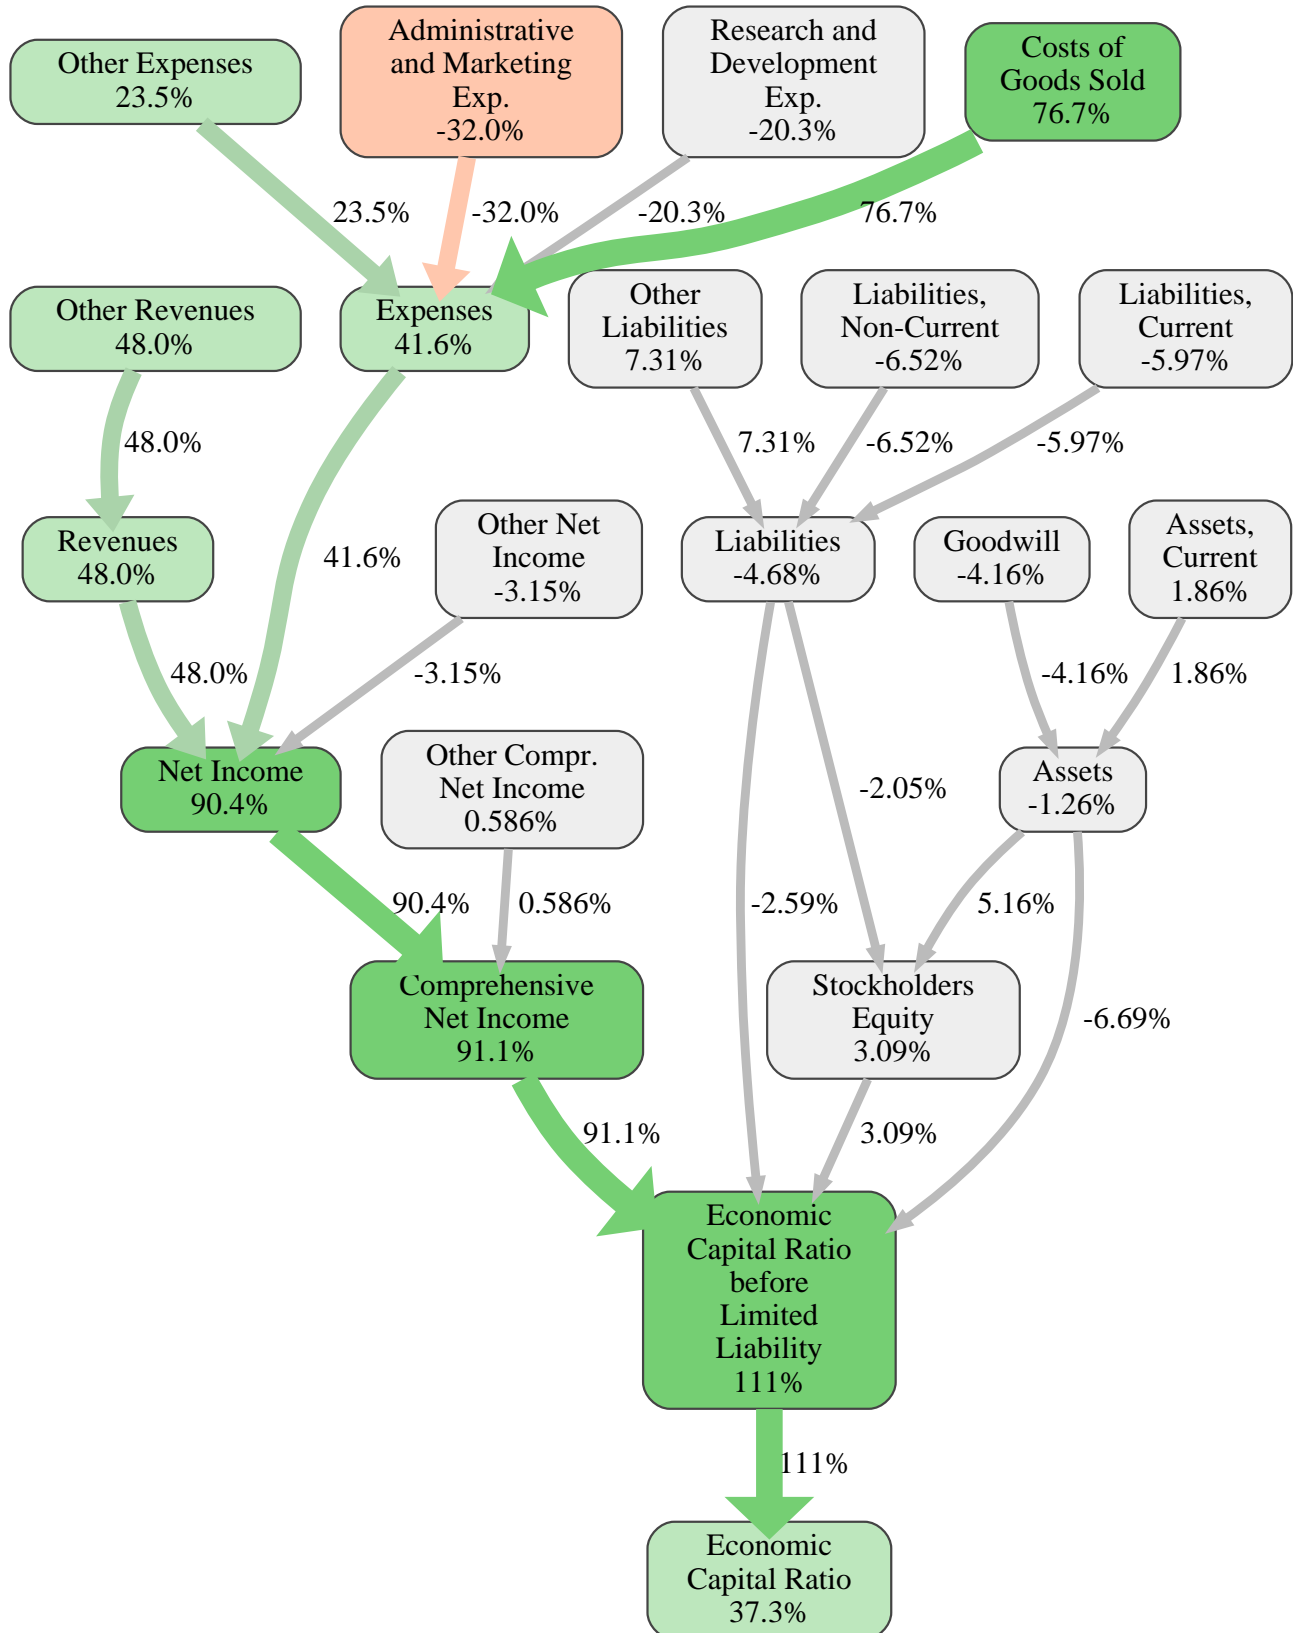 Other Expenses
23.5%
Administrative
and Marketing
Exp.
-32.0%
Research and
Development
Exp.
-20.3%
Costs of
Goods Sold
76.7%
23.5%
-32.0%
-20.3%
76.7%
Other Revenues
48.0%
Expenses
41.6%
Other
Liabilities
7.31%
Liabilities,
Non-Current
-6.52%
Liabilities,
Current
-5.97%
48.0%
7.31%
-6.52%
-5.97%
Revenues
48.0%
41.6%
Other Net
Income
-3.15%
Liabilities
-4.68%
Goodwill
-4.16%
Assets,
Current
1.86%
48.0%
-3.15%
-4.16%
1.86%
Net Income
90.4%
Other Compr.
Net Income
0.586%
-2.05%
Assets
-1.26%
90.4%
0.586%
-2.59%
5.16%
Comprehensive
Net Income
91.1%
Stockholders
Equity
3.09%
-6.69%
91.1%
3.09%
Economic
Capital Ratio
before
Limited
Liability
111%
111%
Economic
Capital Ratio
37.3%